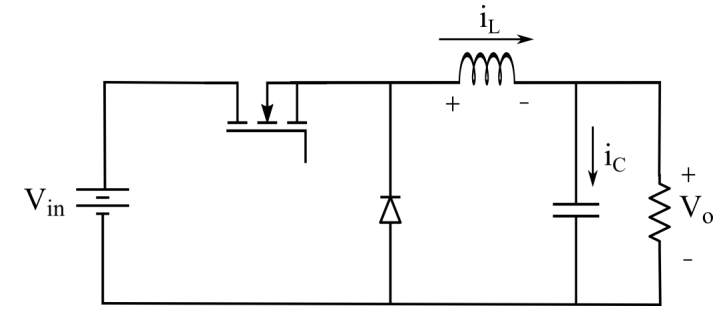 i_L
+ -
i_C
V_in
+
V_o
-